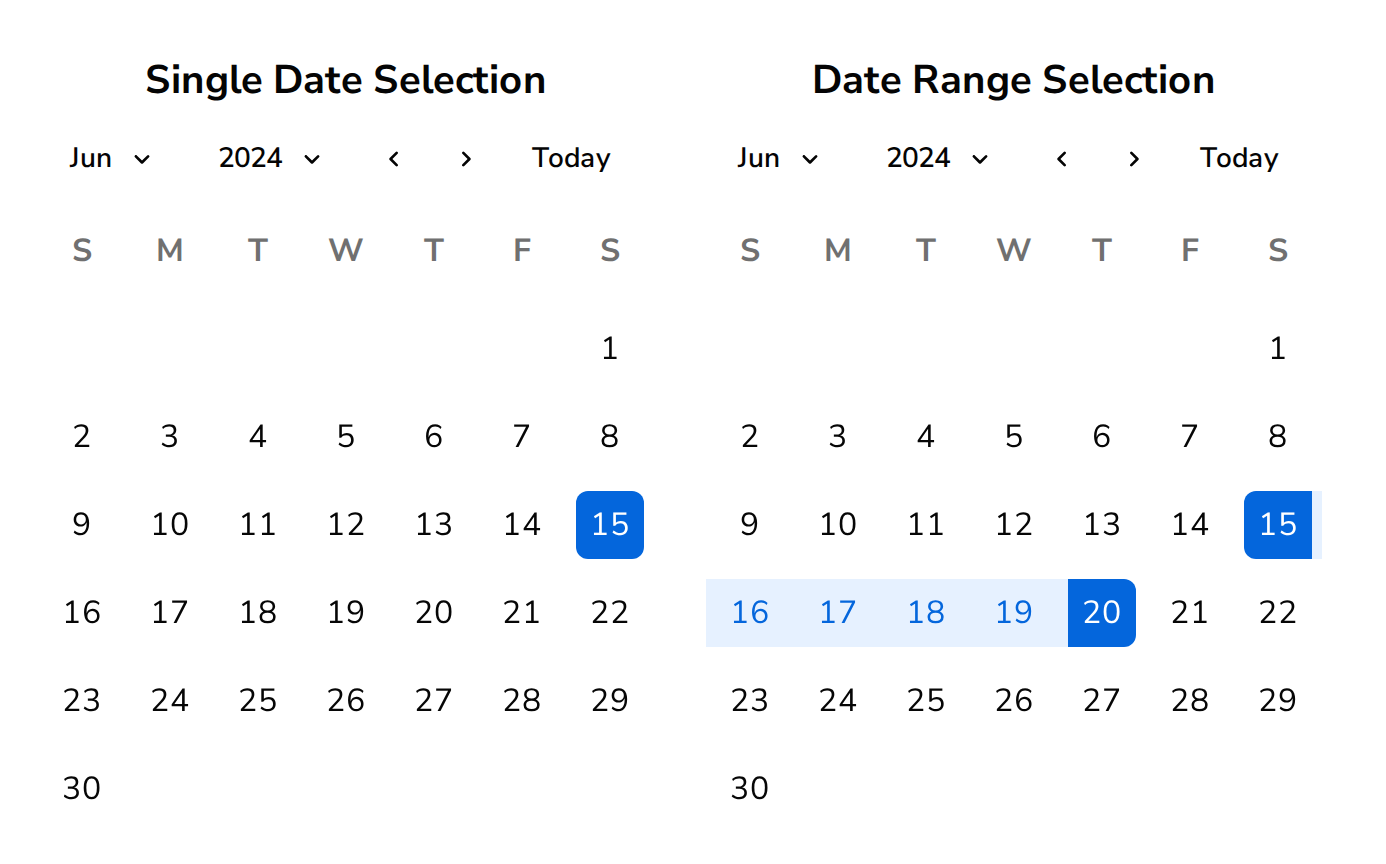 Single Date Selection
Jun 2024 Today
S M T W T F S
1
2 3 4 5 6 7 8
9 10 11 12 13 14 15
16 17 18 19 20 21 22
23 24 25 26 27 28 29
30
Date Range Selection
Jun 2024 Today
S M T W T F S
1
2 3 4 5 6 7 8
9 10 11 12 13 14 15
16 17 18 19 20 21 22
23 24 25 26 27 28 29
30